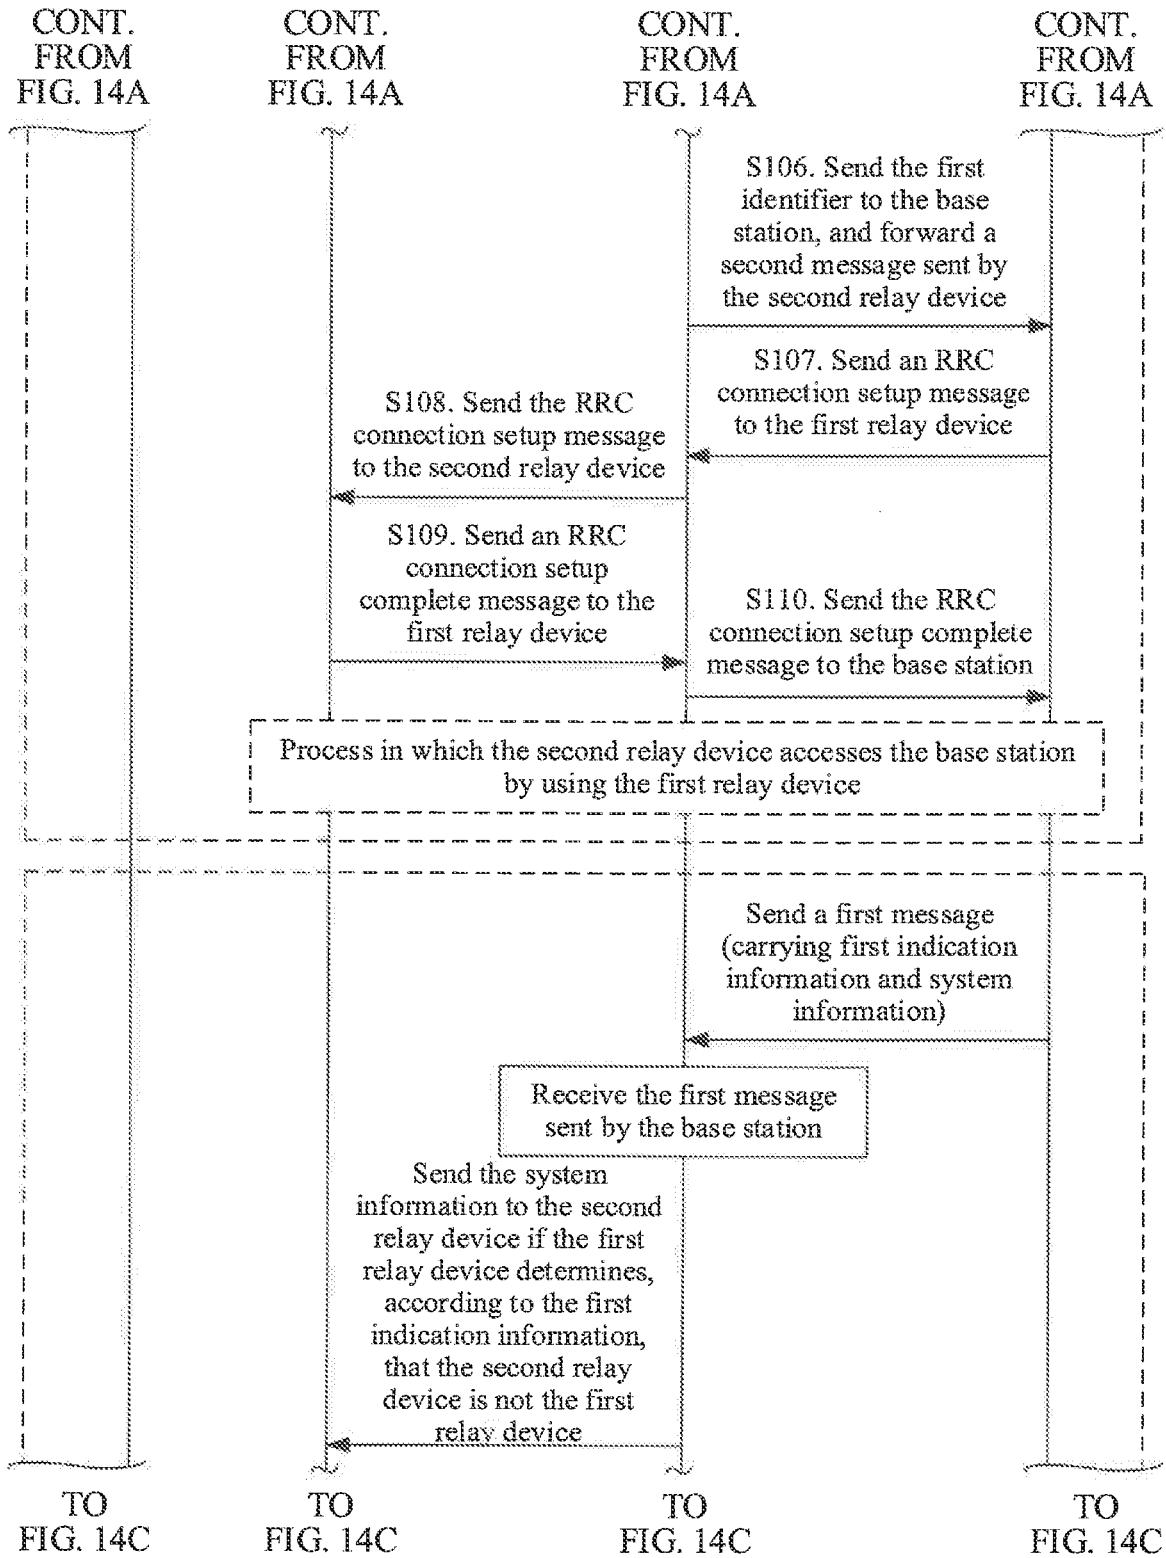 CONT.
FROM
FIG. 14A
CONT.
FROM
FIG. 14A
CONT.
FROM
FIG. 14A
CONT.
FROM
FIG. 14A
S106. Send the first
identifier to the base
station, and forward a
second message sent by
the second relay device
S107. Send an RRC
connection setup message
to the first relay device
S108. Send the RRC
connection setup message
to the second relay device
S109. Send an RRC
connection setup
complete message to the
first relay device
S110. Send the RRC
connection setup complete
message to the base station
Process in which the second relay device accesses the base station
by using the first relay device
Send a first message
(carrying first indication
information and system
information)
Receive the first message
sent by the base station
Send the system
information to the second
relay device if the first
relay device determines,
according to the first
indication information,
that the second relay
device is not the first
relay device
TO
FIG. 14C
TO
FIG. 14C
TO
FIG. 14C
TO
FIG. 14C